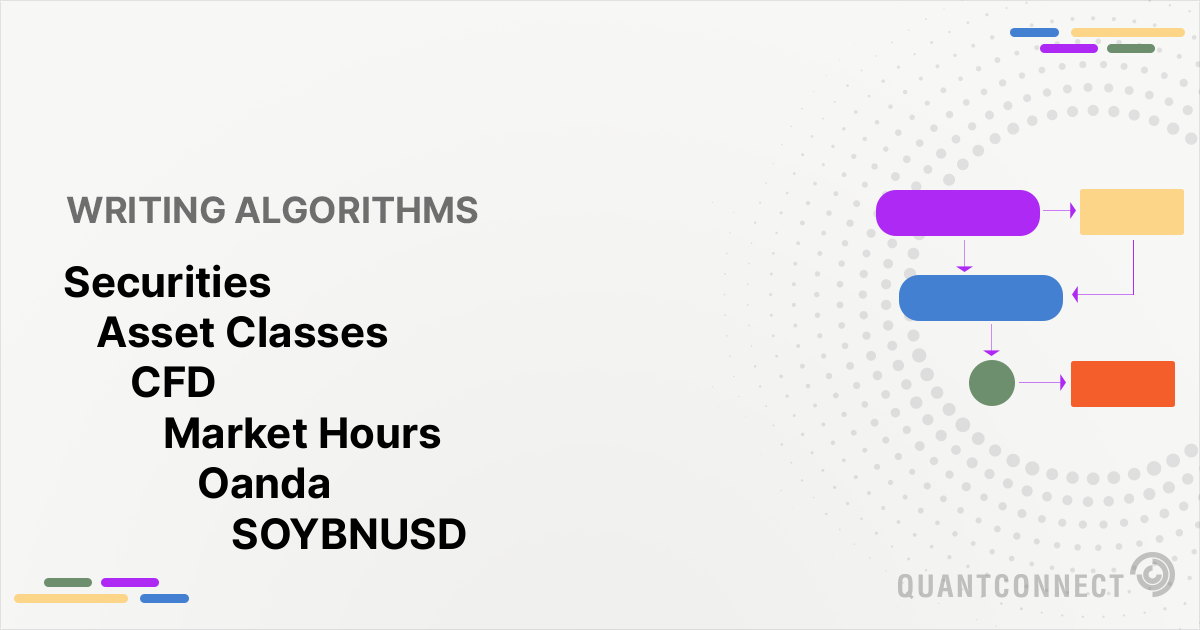 WRITING ALGORITHMS
Securities
Asset Classes
CFD
Market Hours
Oanda
SOYBNUSD
QUANTCONNECT